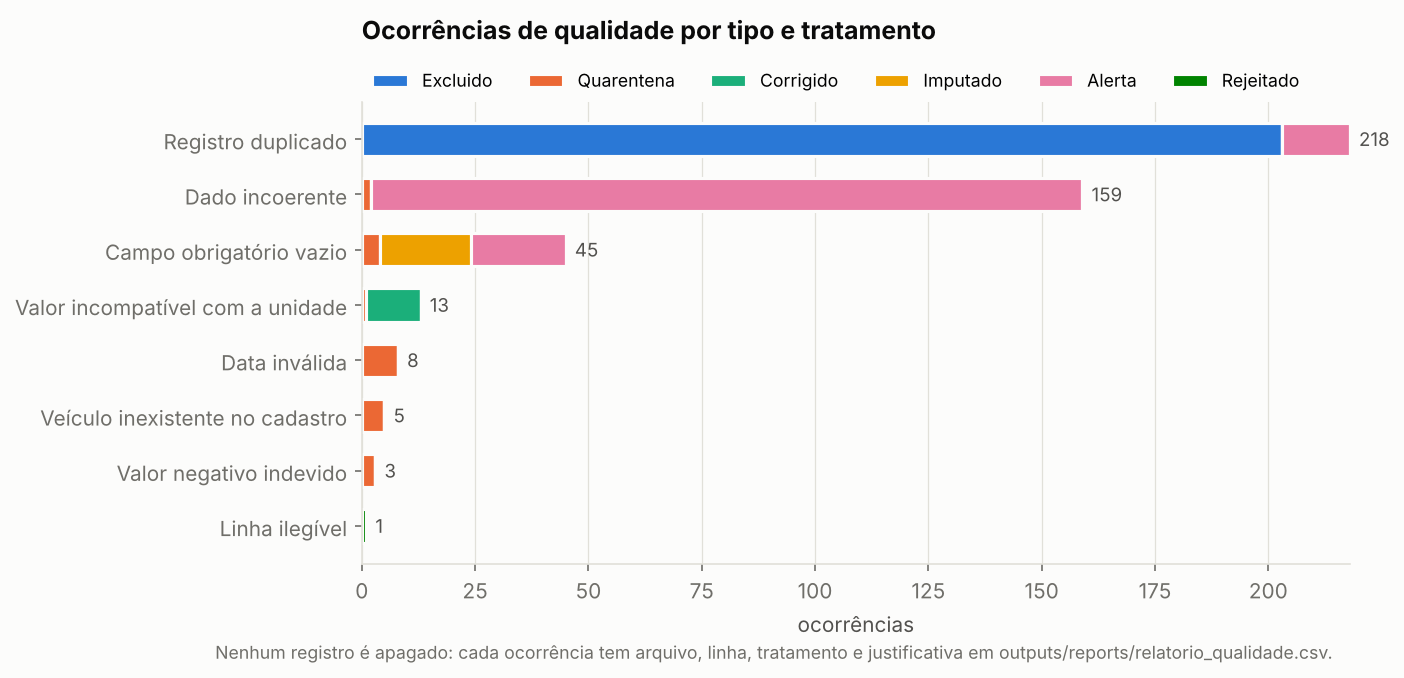 Ocorrências de qualidade por tipo e tratamento
Excluido Quarentena Corrigido Imputado Alerta Rejeitado
Registro duplicado 218
Dado incoerente 159
Campo obrigatório vazio 45
Valor incompatível com a unidade 13
Data inválida 8
Veículo inexistente no cadastro 5
Valor negativo indevido 3
Linha ilegível 1
0 25 50 75 100 125 150 175 200
ocorrências
Nenhum registro é apagado: cada ocorrência tem arquivo, linha, tratamento e justificativa em outputs/reports/relatorio_qualidade.csv.